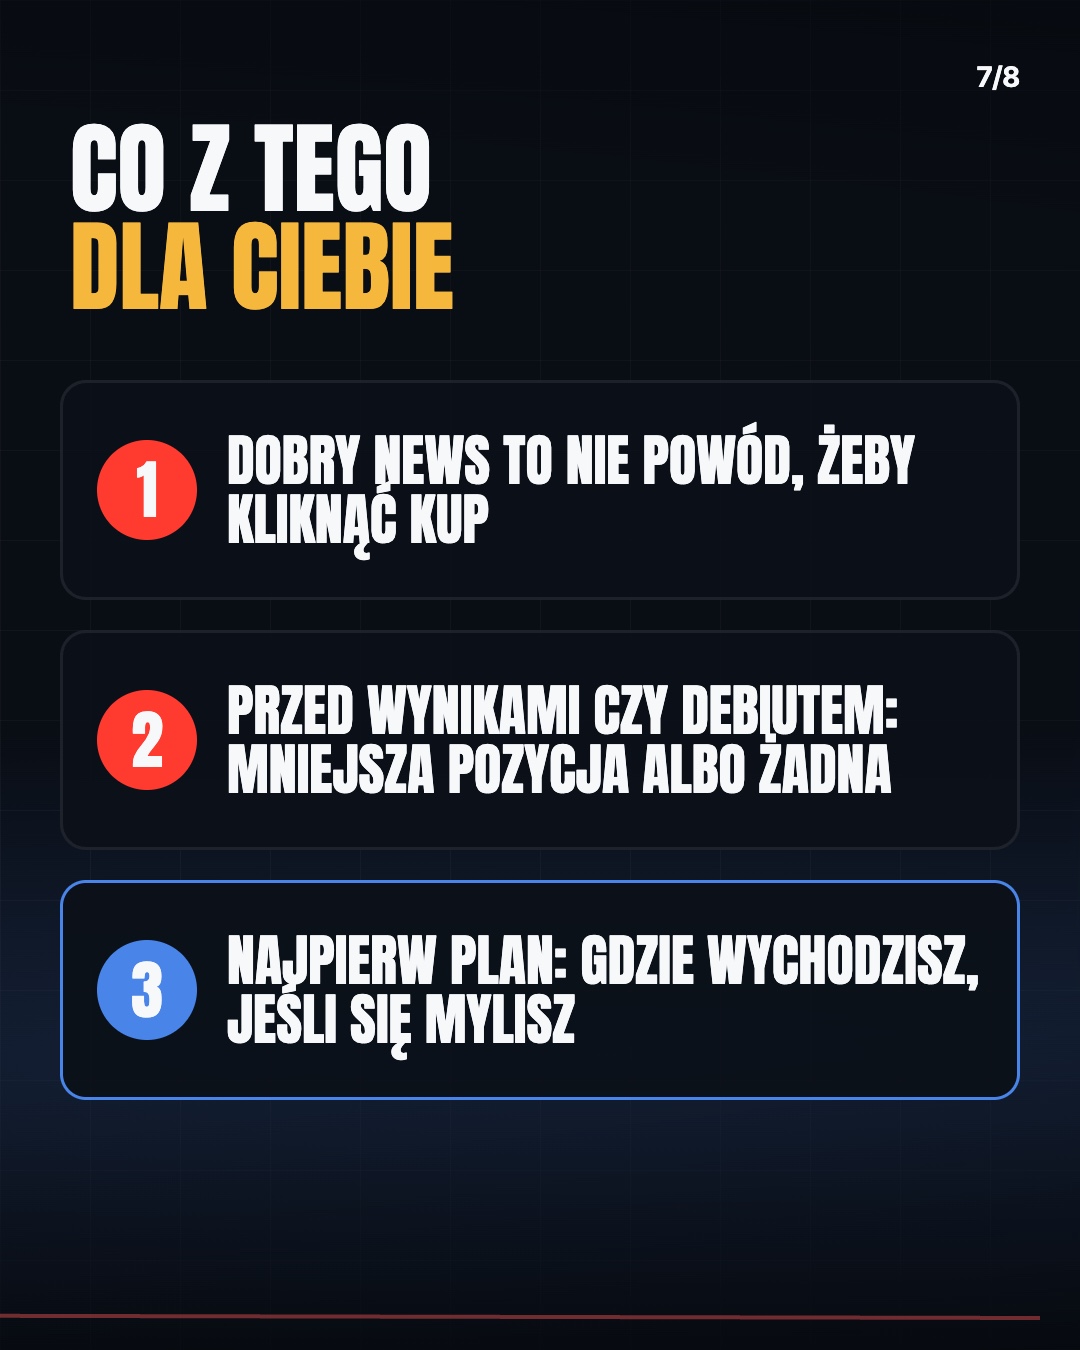 7/8
CO Z TEGO
DLA CIEBIE
1
DOBRY NEWS TO NIE POWÓD, ŻEBY
KLIKNĄĆ KUP
2
PRZED WYNIKAMI CZY DEBIUTEM:
MNIEJSZA POZYCJA ALBO ŻADNA
3
NAJPIERW PLAN: GDZIE WYCHODZISZ,
JEŚLI SIĘ MYLISZ